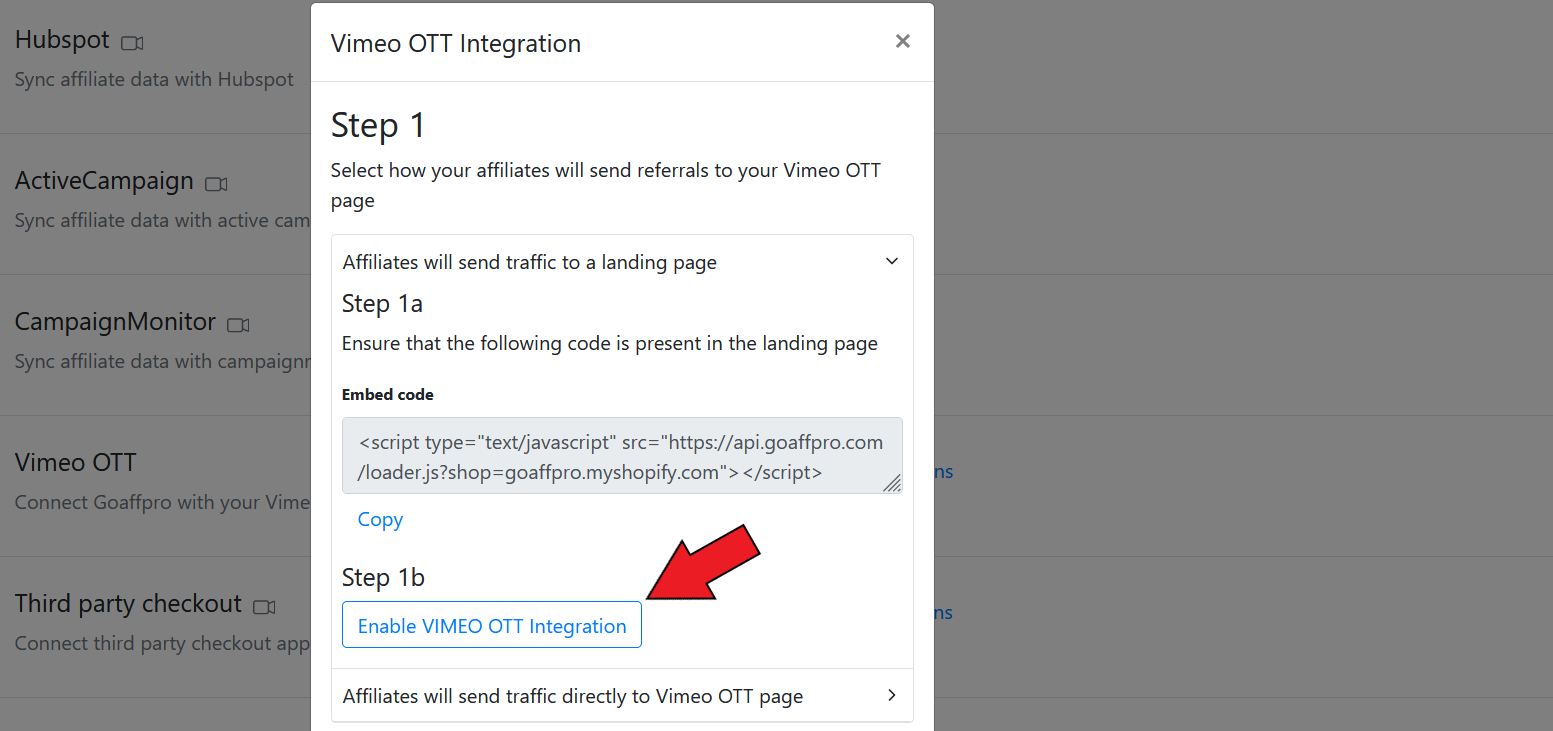 Hubspot
Sync affiliate data with Hubspot
ActiveCampaign
Sync affiliate data with active cam
CampaignMonitor
Sync affiliate data with campaignr
Vimeo OTT
Connect Goaffpro with your Vime
Third party checkout
Connect third party checkout app
Vimeo OTT Integration
Step 1
Select how your affiliates will send referrals to your Vimeo OTT
page
Affiliates will send traffic to a landing page
Step 1a
Ensure that the following code is present in the landing page
Embed code
<script type="text/javascript" src="https://api.goaffpro.com
/loader.js?shop=goaffpro.myshopify.com"></script>
Copy
Step 1b
Enable VIMEO OTT Integration
Affiliates will send traffic directly to Vimeo OTT page
ns
ns